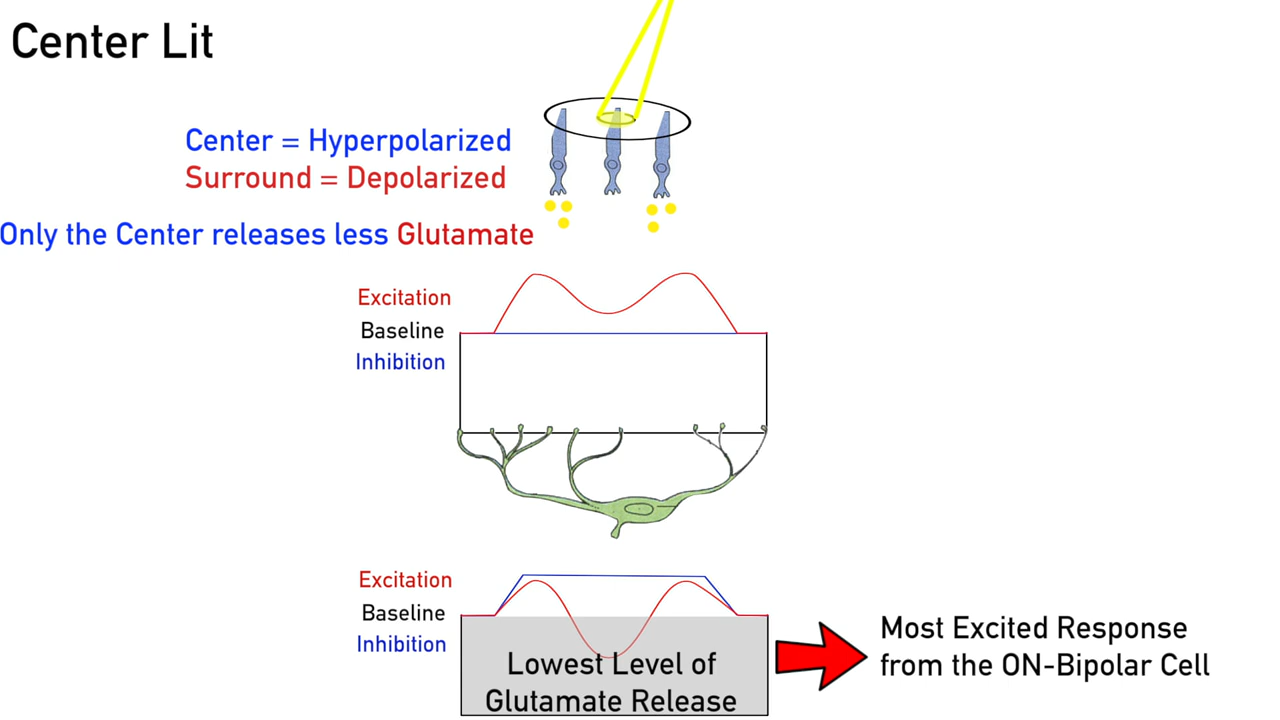 Center Lit
Center = Hyperpolarized
Surround = Depolarized
Only the Center releases less Glutamate
Excitation
Baseline
Inhibition
Excitation
Baseline
Inhibition
Lowest Level of
Glutamate Release
Most Excited Response
from the ON-Bipolar Cell